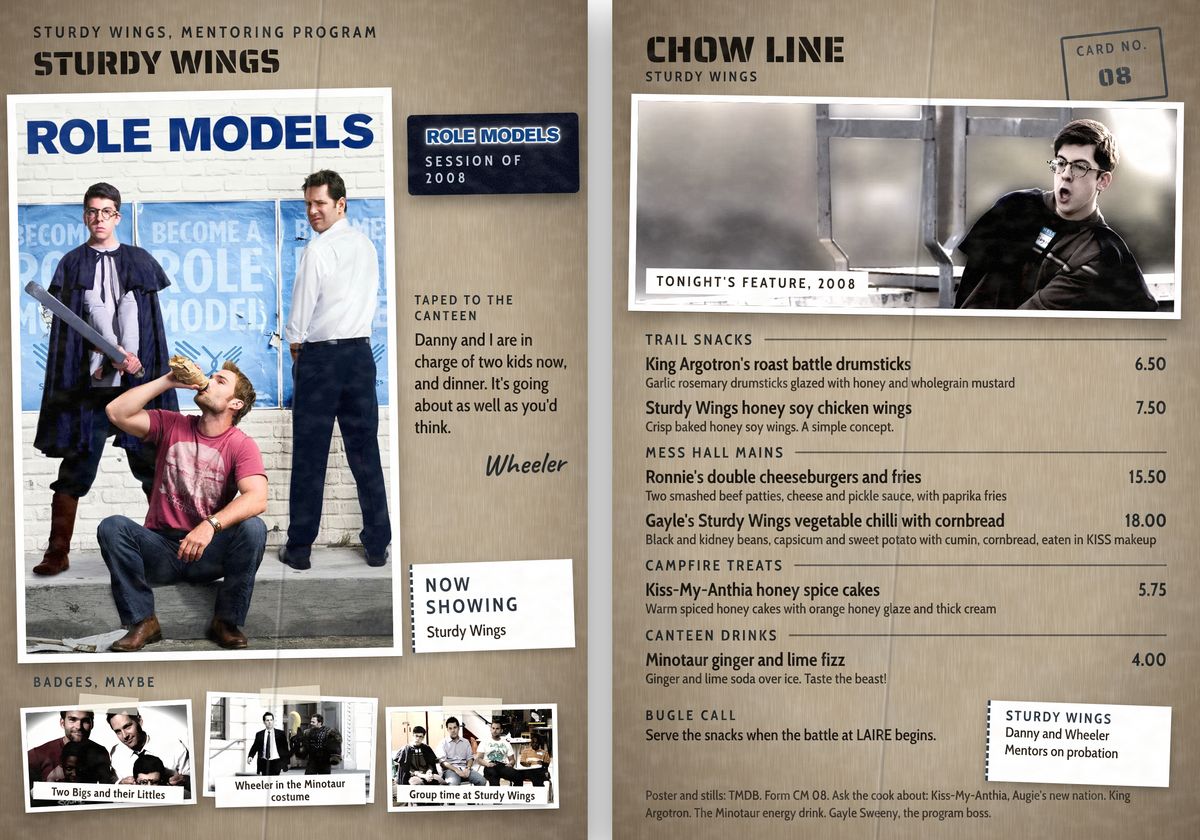 STURDY WINGS, MENTORING PROGRAM
STURDY WINGS
ROLE MODELS
BECOME A
ROLE
MODEL
BECOME
ROLE MODELS
SESSION OF
2008
TAPED TO THE
CANTEEN
Danny and I are in
charge of two kids now,
and dinner. It's going
about as well as you'd
think.
Wheeler
NOW
SHOWING
Sturdy Wings
BADGES, MAYBE
Two Bigs and their Littles
Wheeler in the Minotaur
costume
Group time at Sturdy Wings
CHOW LINE
STURDY WINGS
CARD NO.
08
TONIGHT'S FEATURE, 2008
TRAIL SNACKS
King Argotron's roast battle drumsticks 6.50
Garlic rosemary drumsticks glazed with honey and wholegrain mustard
Sturdy Wings honey soy chicken wings 7.50
Crisp baked honey soy wings. A simple concept.
MESS HALL MAINS
Ronnie's double cheeseburgers and fries 15.50
Two smashed beef patties, cheese and pickle sauce, with paprika fries
Gayle's Sturdy Wings vegetable chilli with cornbread 18.00
Black and kidney beans, capsicum and sweet potato with cumin, cornbread, eaten in KISS makeup
CAMPFIRE TREATS
Kiss-My-Anthia honey spice cakes 5.75
Warm spiced honey cakes with orange honey glaze and thick cream
CANTEEN DRINKS
Minotaur ginger and lime fizz 4.00
Ginger and lime soda over ice. Taste the beast!
BUGLE CALL
Serve the snacks when the battle at LAIRE begins.
STURDY WINGS
Danny and Wheeler
Mentors on probation
Poster and stills: TMDB. Form CM 08. Ask the cook about: Kiss-My-Anthia, Augie's new nation. King
Argotron. The Minotaur energy drink. Gayle Sweeny, the program boss.